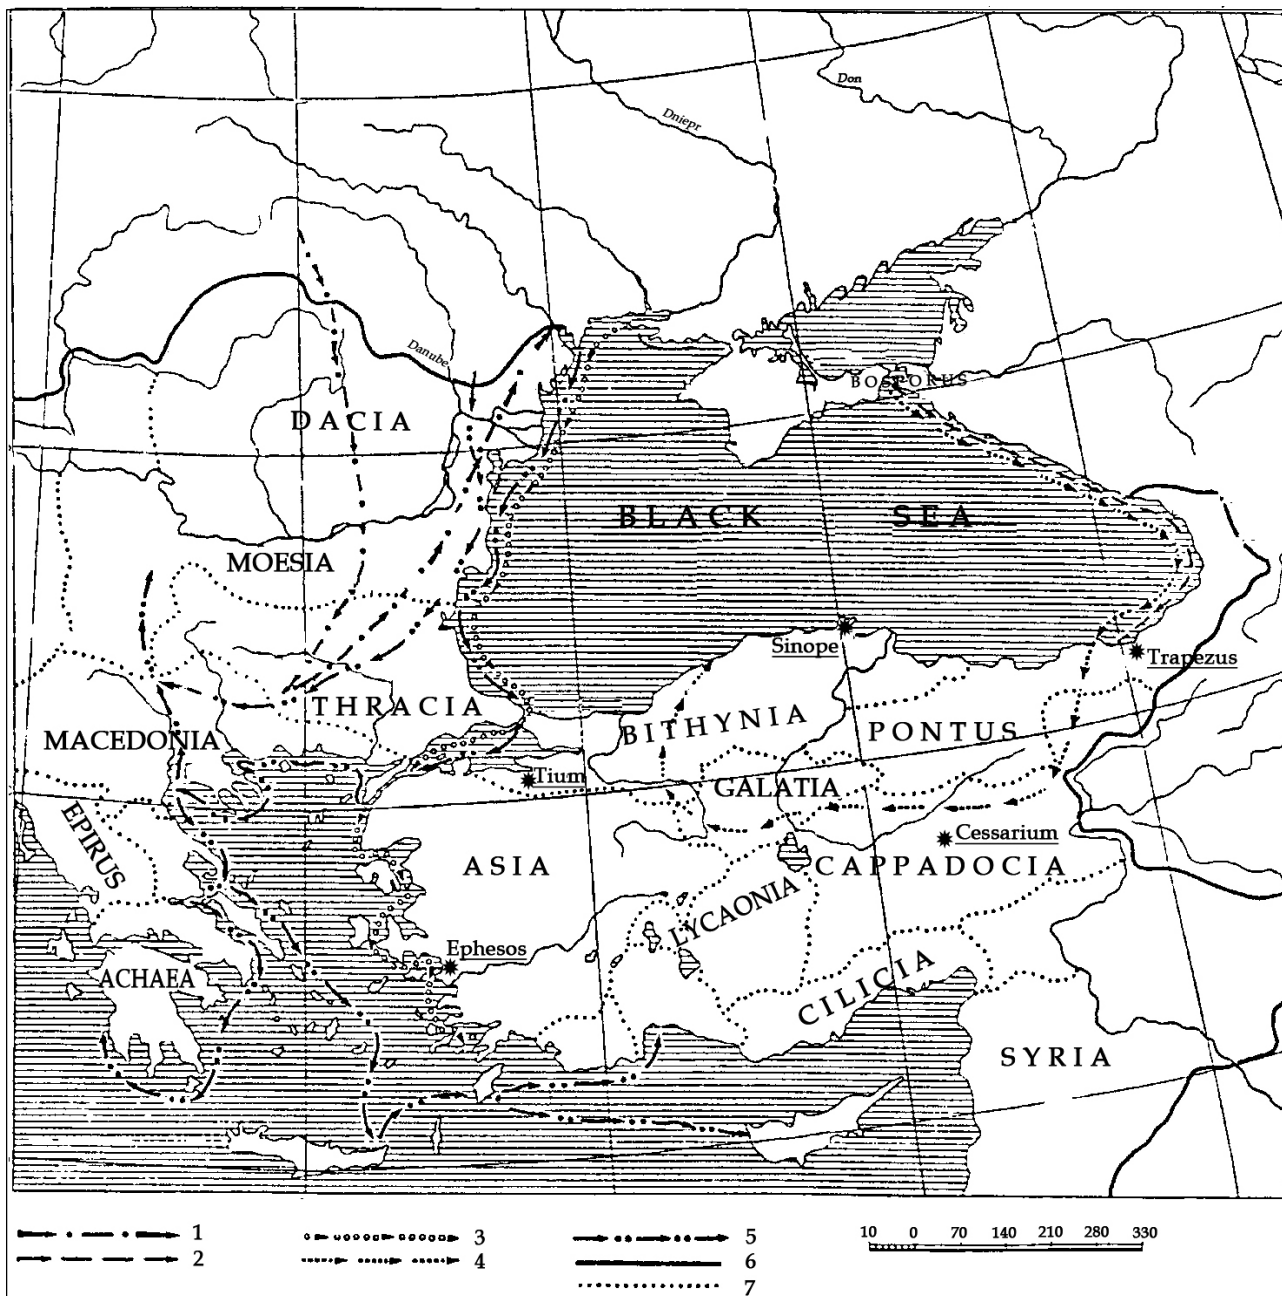 Don
Dniepr
Danube
BOSPORUS
DACIA
BLACK SEA
MOESIA
Sinope
Trapezus
THRACIA
BITHYNIA
PONTUS
MACEDONIA
Tium
GALATIA
EPIRUS
Cessarium
ASIA
CAPPADOCIA
LYCAONIA
Ephesos
ACHAEA
CILICIA
SYRIA
1
2
3
4
5
6
7
10 0 70 140 210 280 330